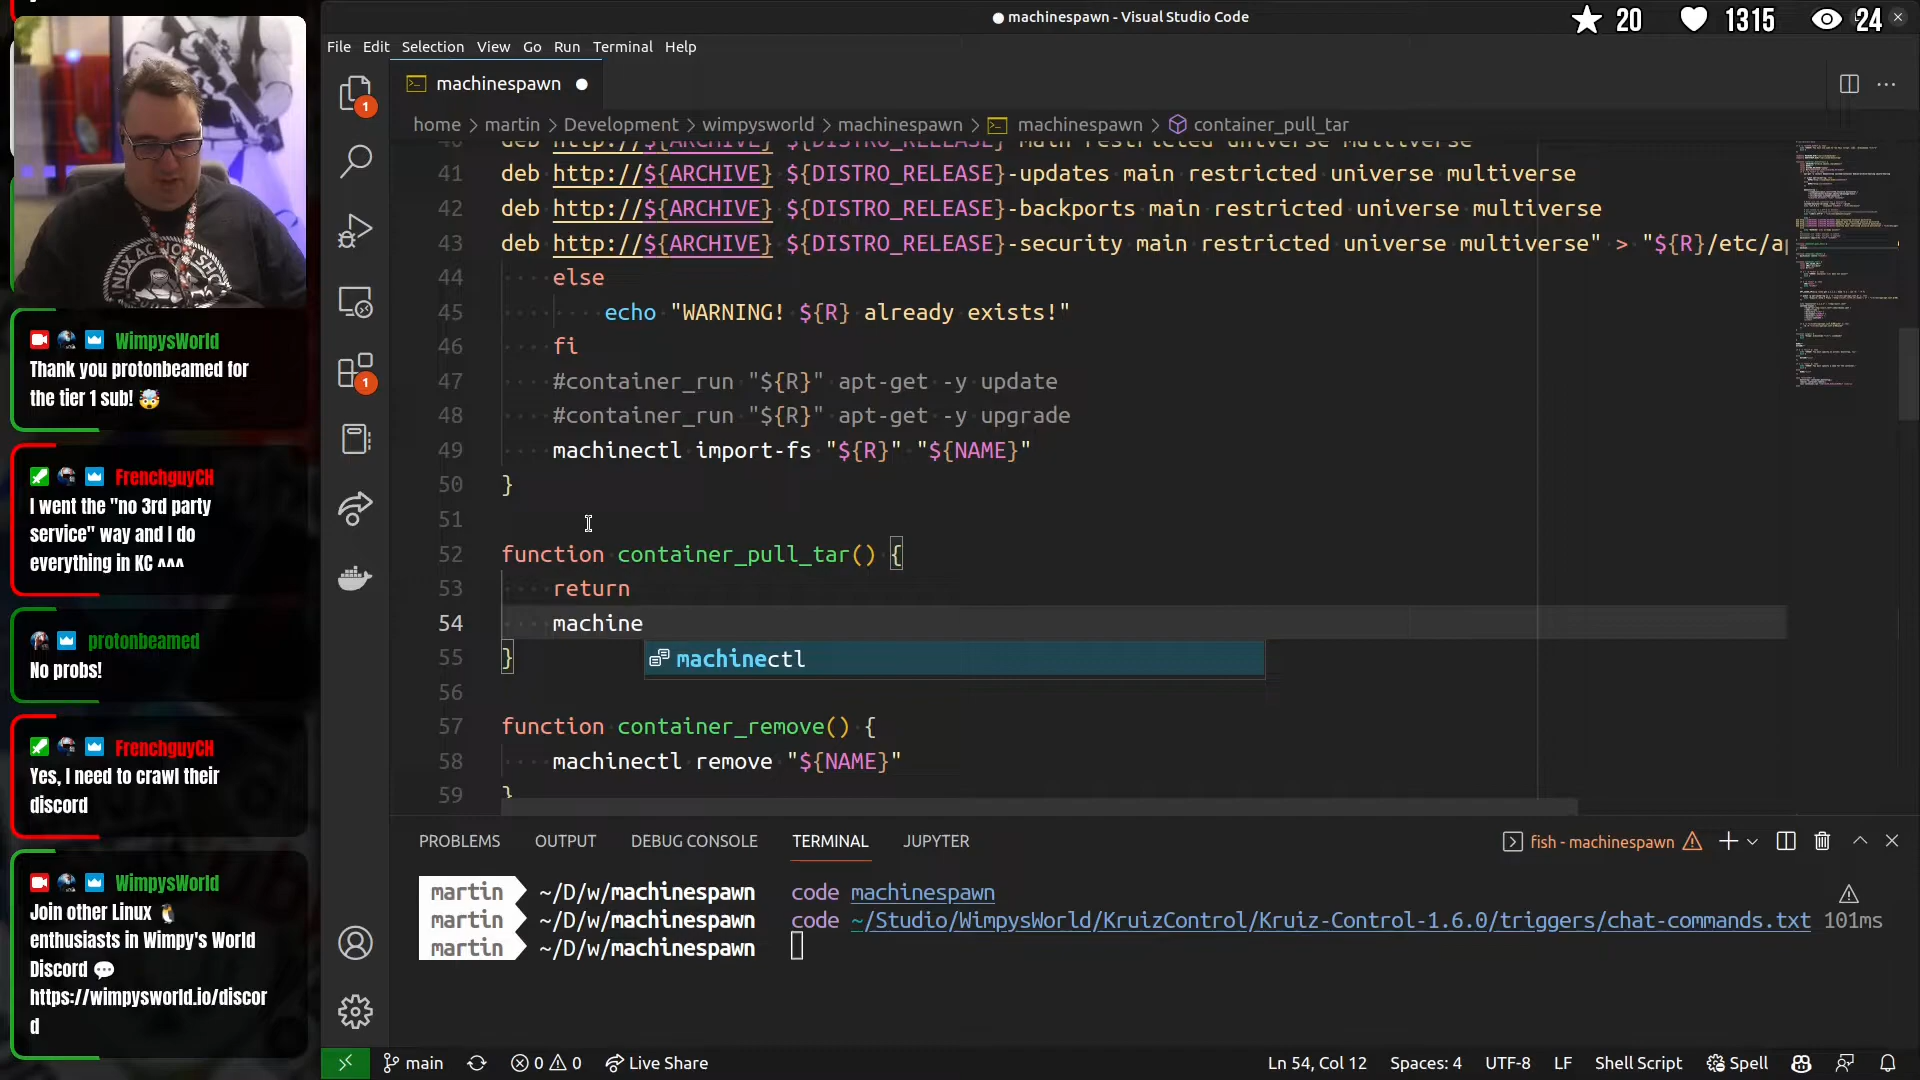 machinespawn - Visual Studio Code
20
1315
24
File Edit Selection View Go Run Terminal Help
1
machinespawn
home > martin > Development > wimpysworld > machinespawn > machinespawn > container_pull_tar
41 deb http://${ARCHIVE} ${DISTRO_RELEASE}-updates main restricted universe multiverse
42 deb http://${ARCHIVE} ${DISTRO_RELEASE}-backports main restricted universe multiverse
43 deb http://${ARCHIVE} ${DISTRO_RELEASE}-security main restricted universe multiverse" > "${R}/etc/ap
44 else
45 echo "WARNING! ${R} already exists!"
46 fi
47 #container_run "${R}" apt-get -y update
48 #container_run "${R}" apt-get -y upgrade
49 machinectl import-fs "${R}" "${NAME}"
50 }
51
52 function container_pull_tar() {
53 return
54 machine
machinectl
55 }
56
57 function container_remove() {
58 machinectl remove "${NAME}"
59 }
1
PROBLEMS OUTPUT DEBUG CONSOLE TERMINAL JUPYTER
fish - machinespawn
martin ~/D/w/machinespawn code machinespawn
martin ~/D/w/machinespawn code ~/Studio/WimpysWorld/KruizControl/Kruiz-Control-1.6.0/triggers/chat-commands.txt 101ms
martin ~/D/w/machinespawn
main
0 0
Live Share
Ln 54, Col 12 Spaces: 4 UTF-8 LF Shell Script Spell
WimpysWorld
Thank you protonbeamed for
the tier 1 sub! 🤯
FrenchguyCH
I went the "no 3rd party
service" way and I do
everything in KC ^^^
protonbeamed
No probs!
FrenchguyCH
Yes, I need to crawl their
discord
WimpysWorld
Join other Linux 🐧
enthusiasts in Wimpy's World
Discord 💬
https://wimpysworld.io/discor
d